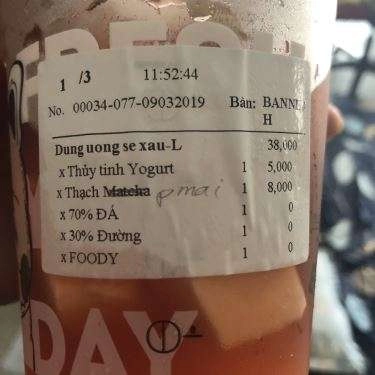 FRESH
1 /3 11:52:44
No. 00034-077-09032019 Bàn: BANNL
H
Dung uong se xau-L 38,000
x Thủy tinh Yogurt 1 5,000
x Thạch Matcha pmai 1 8,000
x 70% ĐÁ 1 0
x 30% Đường 1 0
x FOODY 1 0
DAY